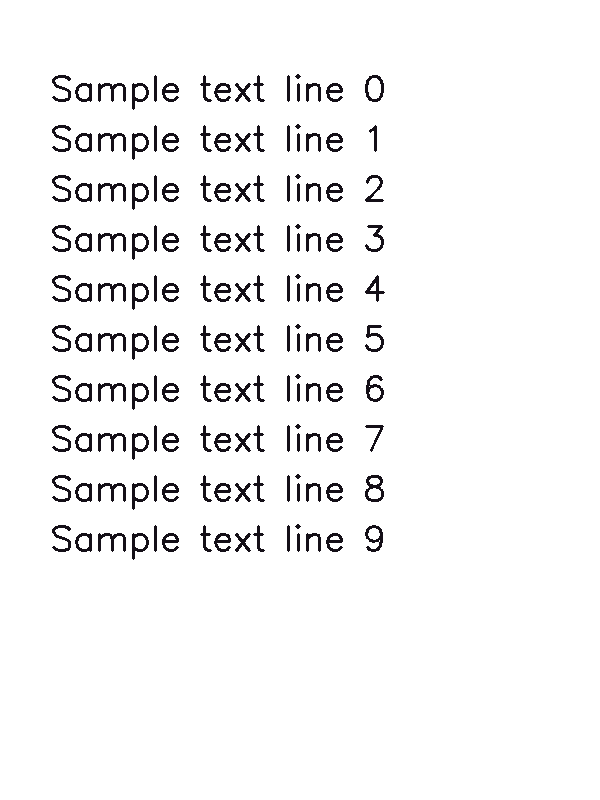 Sample text line 0
Sample text line 1
Sample text line 2
Sample text line 3
Sample text line 4
Sample text line 5
Sample text line 6
Sample text line 7
Sample text line 8
Sample text line 9